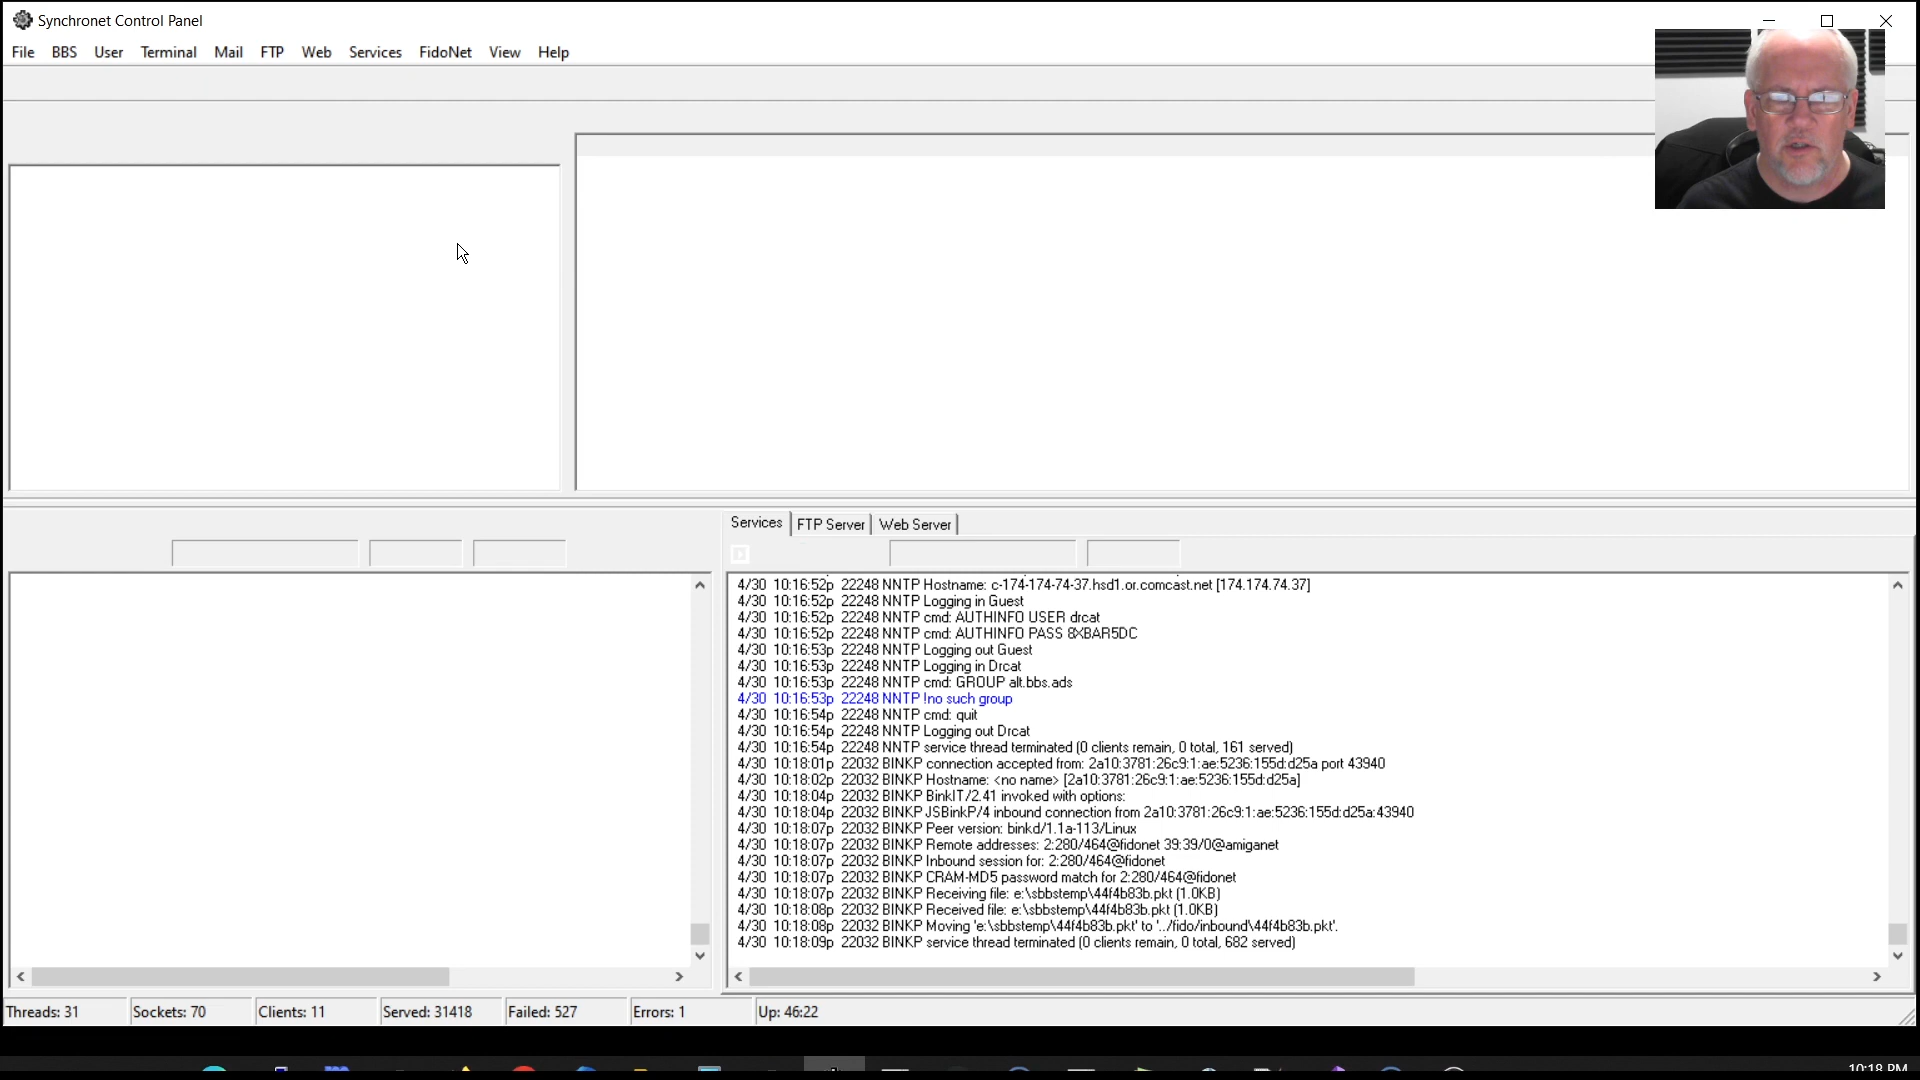 Synchronet Control Panel
File BBS User Terminal Mail FTP Web Services FidoNet View Help
Services FTP Server Web Server
4/30 10:16:52p 22248 NNTP Hostname: c-174-174-74-37.hsd1.or.comcast.net [174.174.74.37]
4/30 10:16:52p 22248 NNTP Logging in Guest
4/30 10:16:52p 22248 NNTP cmd: AUTHINFO USER drcat
4/30 10:16:52p 22248 NNTP cmd: AUTHINFO PASS 8XBAR5DC
4/30 10:16:53p 22248 NNTP Logging out Guest
4/30 10:16:53p 22248 NNTP Logging in Drcat
4/30 10:16:53p 22248 NNTP cmd: GROUP alt.bbs.ads
4/30 10:16:53p 22248 NNTP !no such group
4/30 10:16:54p 22248 NNTP cmd: quit
4/30 10:16:54p 22248 NNTP Logging out Drcat
4/30 10:16:54p 22248 NNTP service thread terminated (0 clients remain, 0 total, 161 served)
4/30 10:18:01p 22032 BINKP connection accepted from: 2a10:3781:26c9:1:ae:5236:155d:d25a port 43940
4/30 10:18:02p 22032 BINKP Hostname: <no name> [2a10:3781:26c9:1:ae:5236:155d:d25a]
4/30 10:18:04p 22032 BINKP BinkIT/2.41 invoked with options:
4/30 10:18:04p 22032 BINKP JSBinkP/4 inbound connection from 2a10:3781:26c9:1:ae:5236:155d:d25a:43940
4/30 10:18:07p 22032 BINKP Peer version: binkd/1.1a-113/Linux
4/30 10:18:07p 22032 BINKP Remote addresses: 2:280/464@fidonet 39:39/0@amiganet
4/30 10:18:07p 22032 BINKP Inbound session for: 2:280/464@fidonet
4/30 10:18:07p 22032 BINKP CRAM-MD5 password match for 2:280/464@fidonet
4/30 10:18:07p 22032 BINKP Receiving file: e:\sbbstemp\44f4b83b.pkt (1.0KB)
4/30 10:18:08p 22032 BINKP Received file: e:\sbbstemp\44f4b83b.pkt (1.0KB)
4/30 10:18:08p 22032 BINKP Moving 'e:\sbbstemp\44f4b83b.pkt' to '../fido/inbound\44f4b83b.pkt'.
4/30 10:18:09p 22032 BINKP service thread terminated (0 clients remain, 0 total, 682 served)
Threads: 31 Sockets: 70 Clients: 11 Served: 31418 Failed: 527 Errors: 1 Up: 46:22
10:18 PM